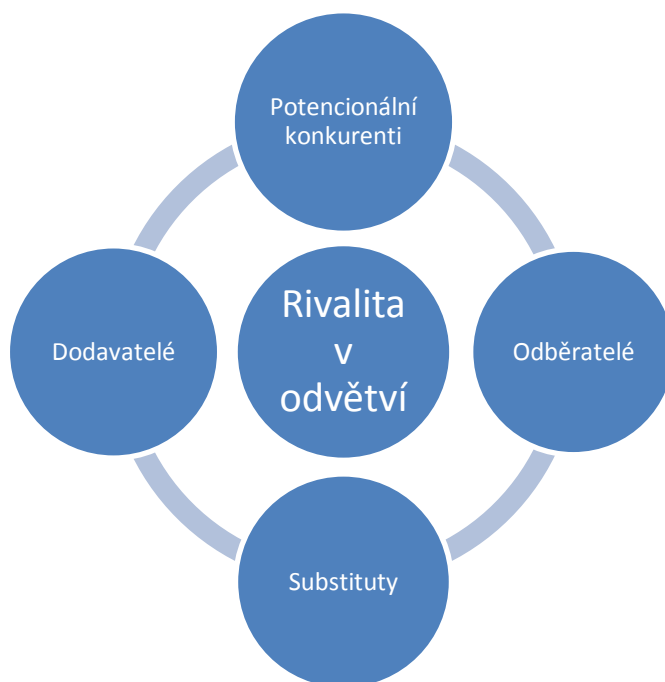 Potencionální
konkurenti
Rivalita
v
odvětví
Dodavatelé
Odběratelé
Substituty